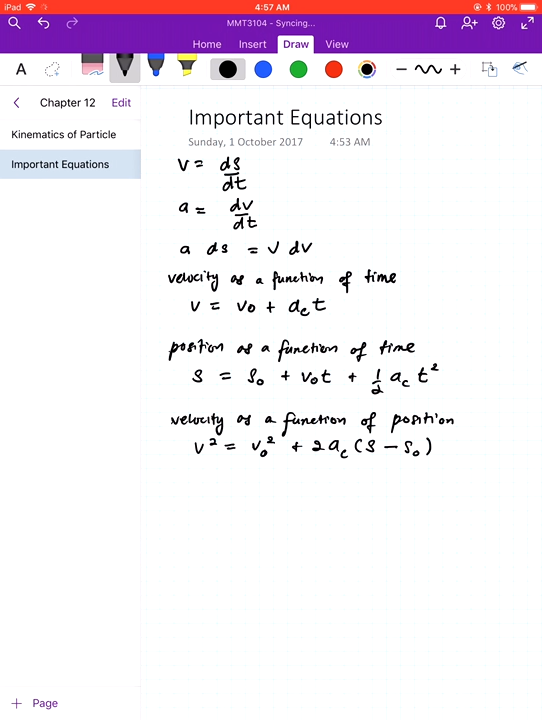 iPad 4:57 AM 100%
MMT3104 - Syncing...
Home Insert Draw View
A
Chapter 12 Edit
Kinematics of Particle
Important Equations
Important Equations
Sunday, 1 October 2017 4:53 AM
v = ds/dt
a = dv/dt
a ds = v dv
velocity as a function of time
v = v₀ + a_c t
position as a function of time
s = s₀ + v₀t + 1/2 a_c t²
velocity as a function of position
v² = v₀² + 2a_c (s − s₀)
+ Page